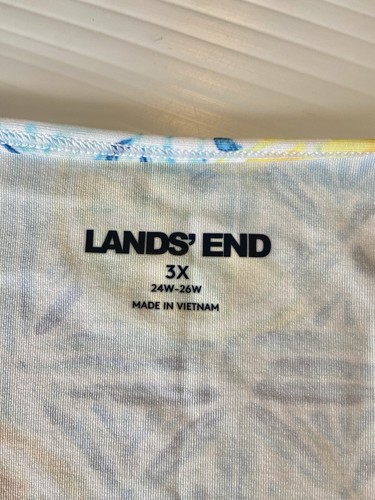 LANDS' END
3X
24W-26W
MADE IN VIETNAM